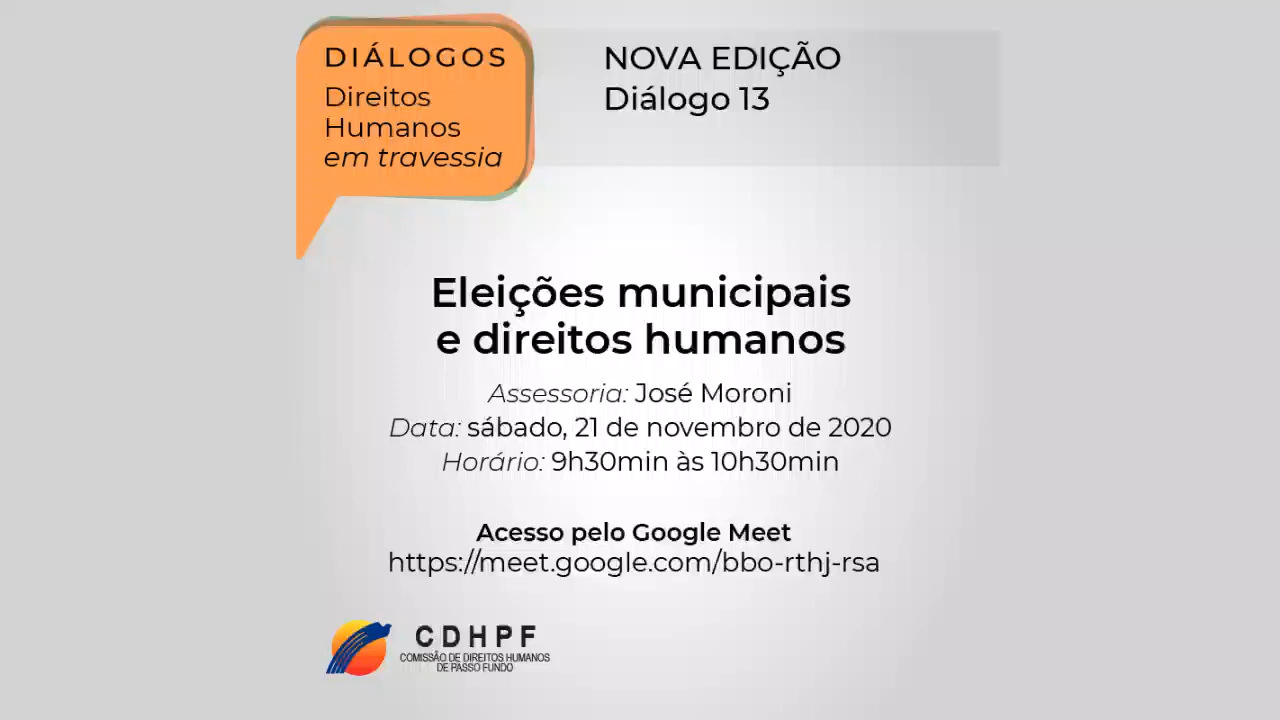 DIÁLOGOS
Direitos
Humanos
em travessia
NOVA EDIÇÃO
Diálogo 13
Eleições municipais
e direitos humanos
Assessoria: José Moroni
Data: sábado, 21 de novembro de 2020
Horário: 9h30min às 10h30min
Acesso pelo Google Meet
https://meet.google.com/bbo-rthj-rsa
CDHPF
COMISSÃO DE DIREITOS HUMANOS
DE PASSO FUNDO